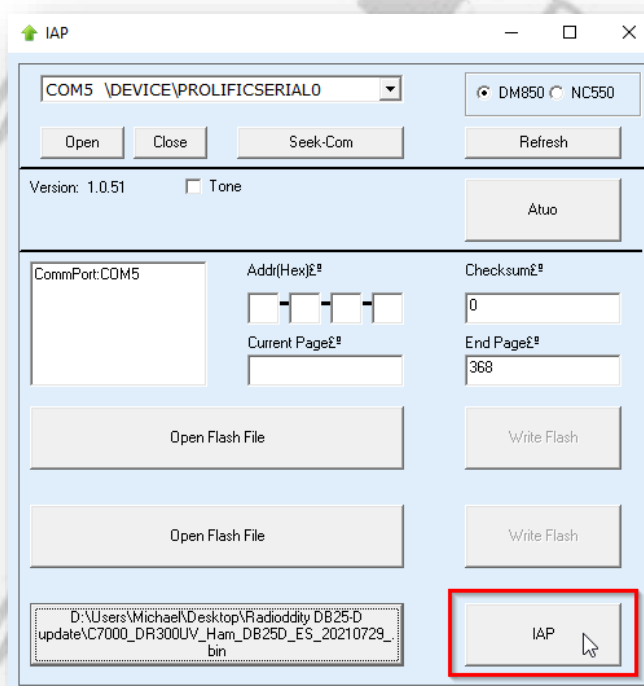 IAP
COM5 \DEVICE\PROLIFICSERIAL0
DM850 NC550
Open Close Seek-Com Refresh
Version: 1.0.51 Tone
Atuo
CommPort:COM5
Addr(Hex)£º
Checksum£º
0
Current Page£º
End Page£º
368
Open Flash File Write Flash
Open Flash File Write Flash
D:\Users\Michael\Desktop\Radioddity DB25-D
update\C7000_DR300UV_Ham_DB25D_ES_20210729_.
bin
IAP